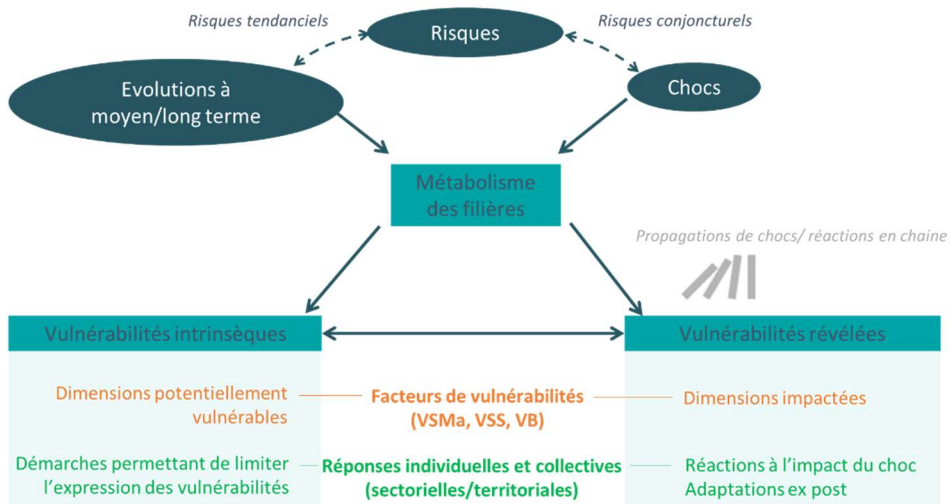 Risques tendanciels
Risques
Risques conjoncturels
Evolutions à
moyen/long terme
Chocs
Métabolisme
des filières
Propagations de chocs/ réactions en chaine
Vulnérabilités intrinsèques
Vulnérabilités révélées
Dimensions potentiellement
vulnérables
Facteurs de vulnérabilités
(VSMa, VSS, VB)
Dimensions impactées
Démarches permettant de limiter
l'expression des vulnérabilités
Réponses individuelles et collectives
(sectorielles/territoriales)
Réactions à l'impact du choc
Adaptations ex post